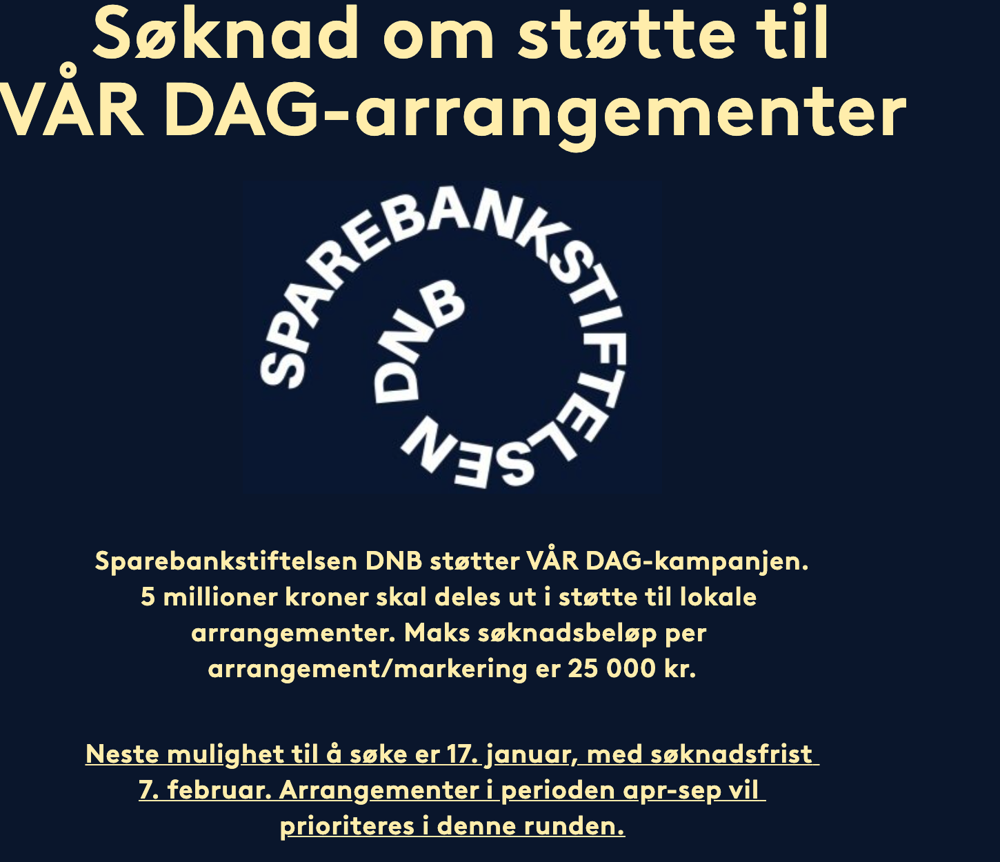 Søknad om støtte til
VÅR DAG-arrangementer
SPAREBANKSTIFTELSEN DNB
Sparebankstiftelsen DNB støtter VÅR DAG-kampanjen.
5 millioner kroner skal deles ut i støtte til lokale
arrangementer. Maks søknadsbeløp per
arrangement/markering er 25 000 kr.
Neste mulighet til å søke er 17. januar, med søknadsfrist
7. februar. Arrangementer i perioden apr-sep vil
prioriteres i denne runden.